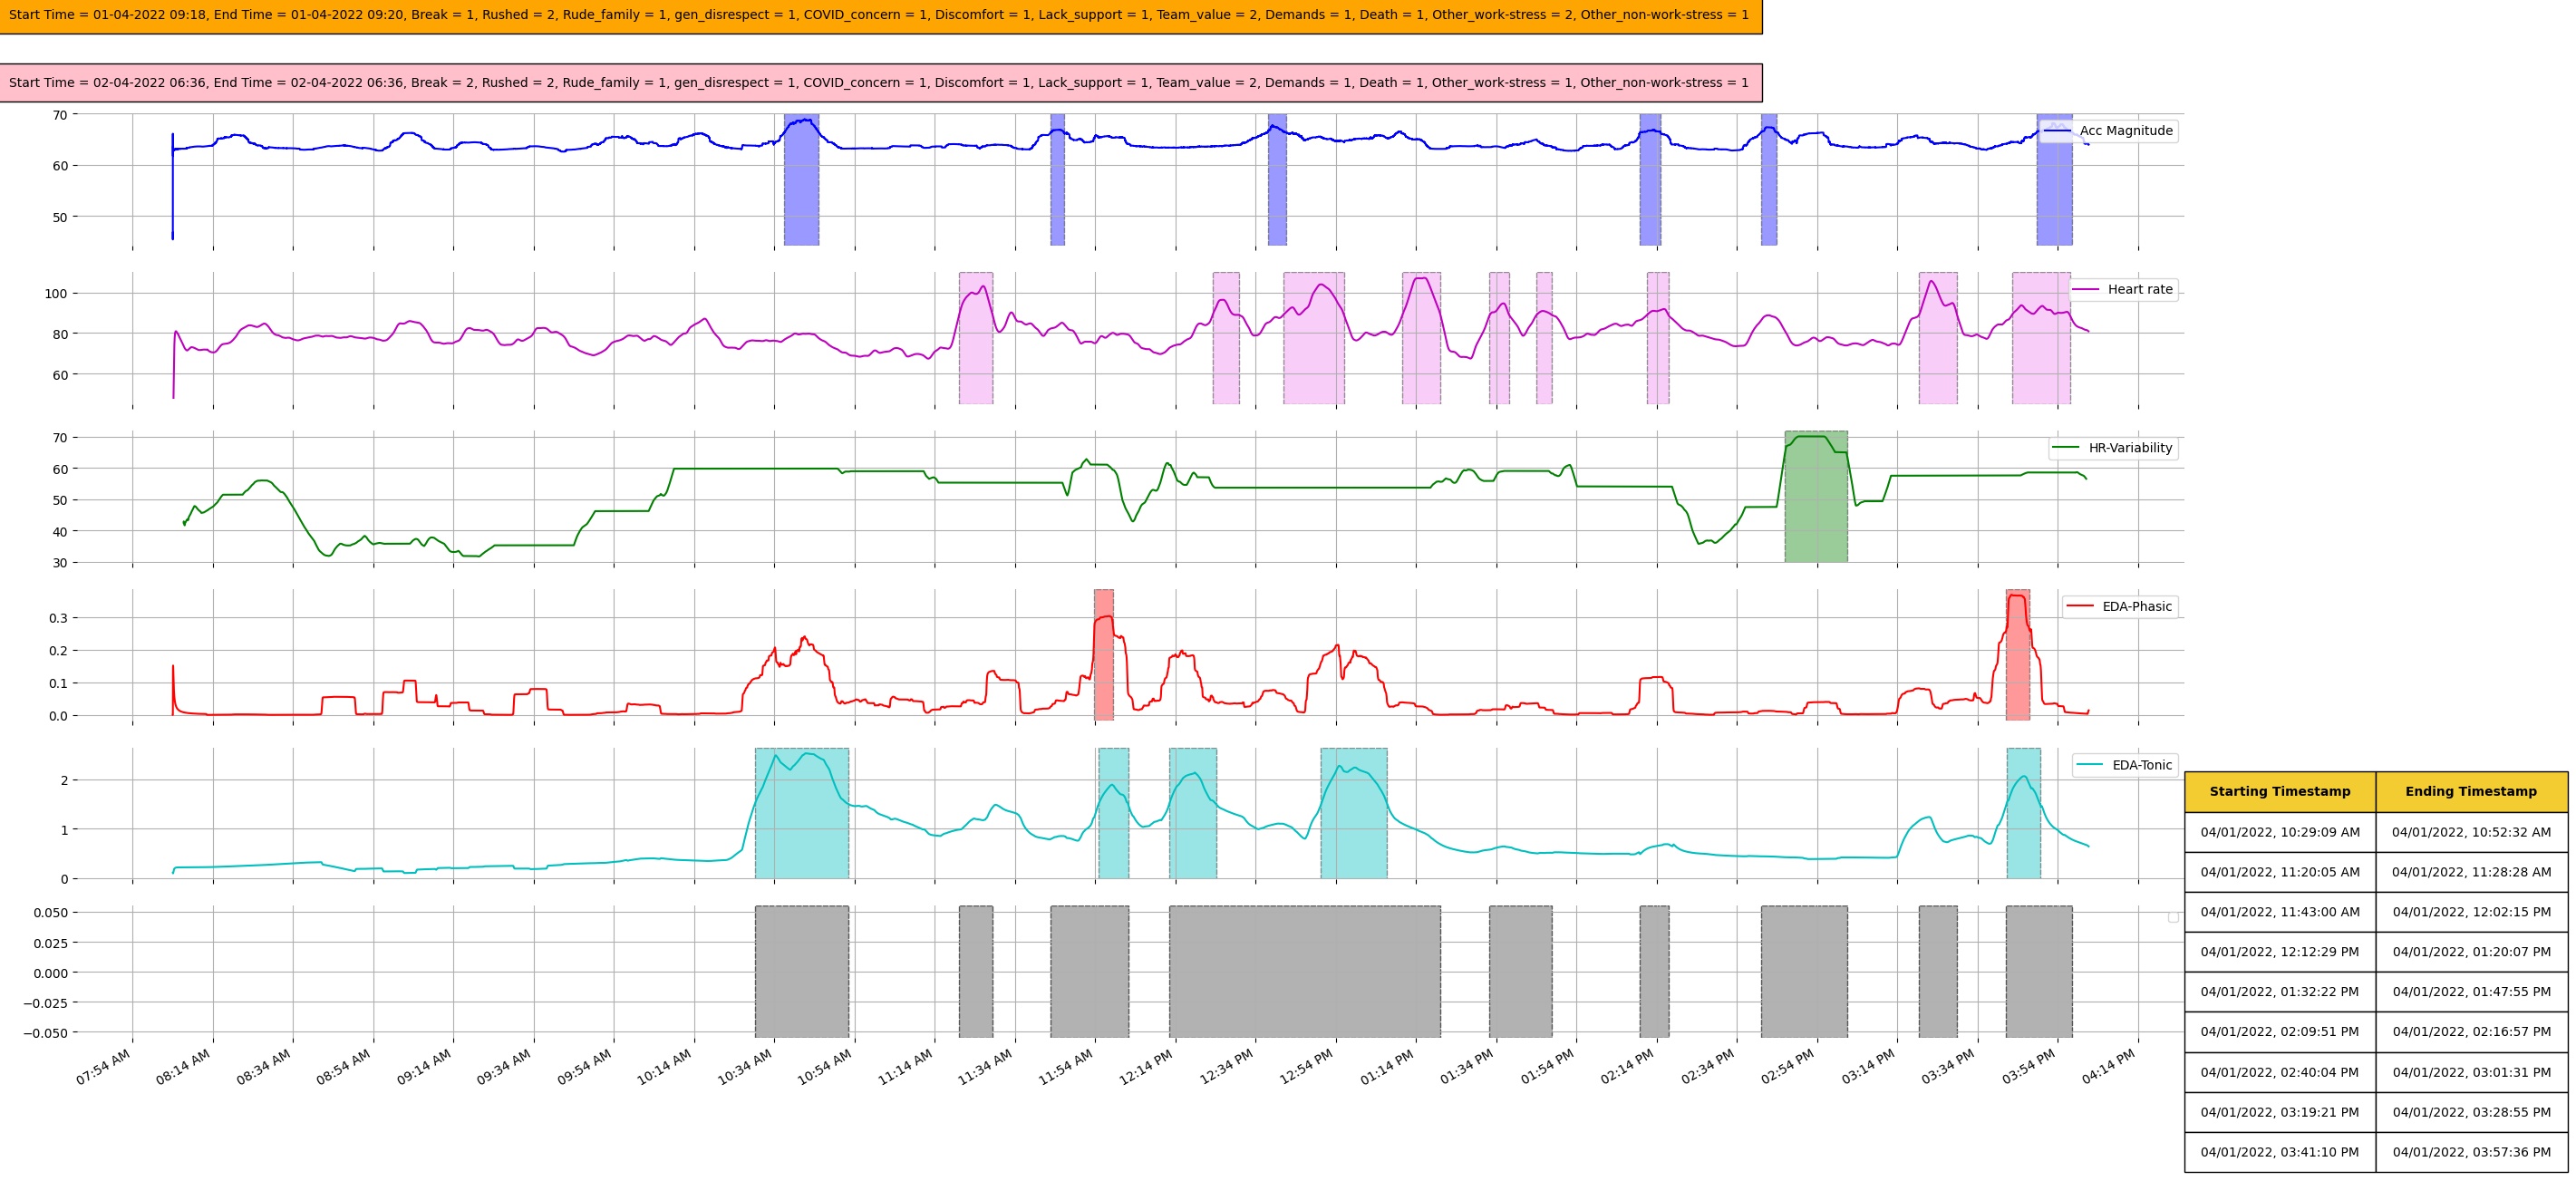 Start Time = 01-04-2022 09:18, End Time = 01-04-2022 09:20, Break = 1, Rushed = 2, Rude_family = 1, gen_disrespect = 1, COVID_concern = 1, Discomfort = 1, Lack_support = 1, Team_value = 2, Demands = 1, Death = 1, Other_work-stress = 2, Other_non-work-stress = 1
Start Time = 02-04-2022 06:36, End Time = 02-04-2022 06:36, Break = 2, Rushed = 2, Rude_family = 1, gen_disrespect = 1, COVID_concern = 1, Discomfort = 1, Lack_support = 1, Team_value = 2, Demands = 1, Death = 1, Other_work-stress = 1, Other_non-work-stress = 1
70
60
50
Acc Magnitude
100
80
60
Heart rate
70
60
50
40
30
HR-Variability
0.3
0.2
0.1
0.0
EDA-Phasic
2
1
0
EDA-Tonic
0.050
0.025
0.000
−0.025
−0.050
07:54 AM 08:14 AM 08:34 AM 08:54 AM 09:14 AM 09:34 AM 09:54 AM 10:14 AM 10:34 AM 10:54 AM 11:14 AM 11:34 AM 11:54 AM 12:14 PM 12:34 PM 12:54 PM 01:14 PM 01:34 PM 01:54 PM 02:14 PM 02:34 PM 02:54 PM 03:14 PM 03:34 PM 03:54 PM 04:14 PM
Starting Timestamp Ending Timestamp
04/01/2022, 10:29:09 AM 04/01/2022, 10:52:32 AM
04/01/2022, 11:20:05 AM 04/01/2022, 11:28:28 AM
04/01/2022, 11:43:00 AM 04/01/2022, 12:02:15 PM
04/01/2022, 12:12:29 PM 04/01/2022, 01:20:07 PM
04/01/2022, 01:32:22 PM 04/01/2022, 01:47:55 PM
04/01/2022, 02:09:51 PM 04/01/2022, 02:16:57 PM
04/01/2022, 02:40:04 PM 04/01/2022, 03:01:31 PM
04/01/2022, 03:19:21 PM 04/01/2022, 03:28:55 PM
04/01/2022, 03:41:10 PM 04/01/2022, 03:57:36 PM